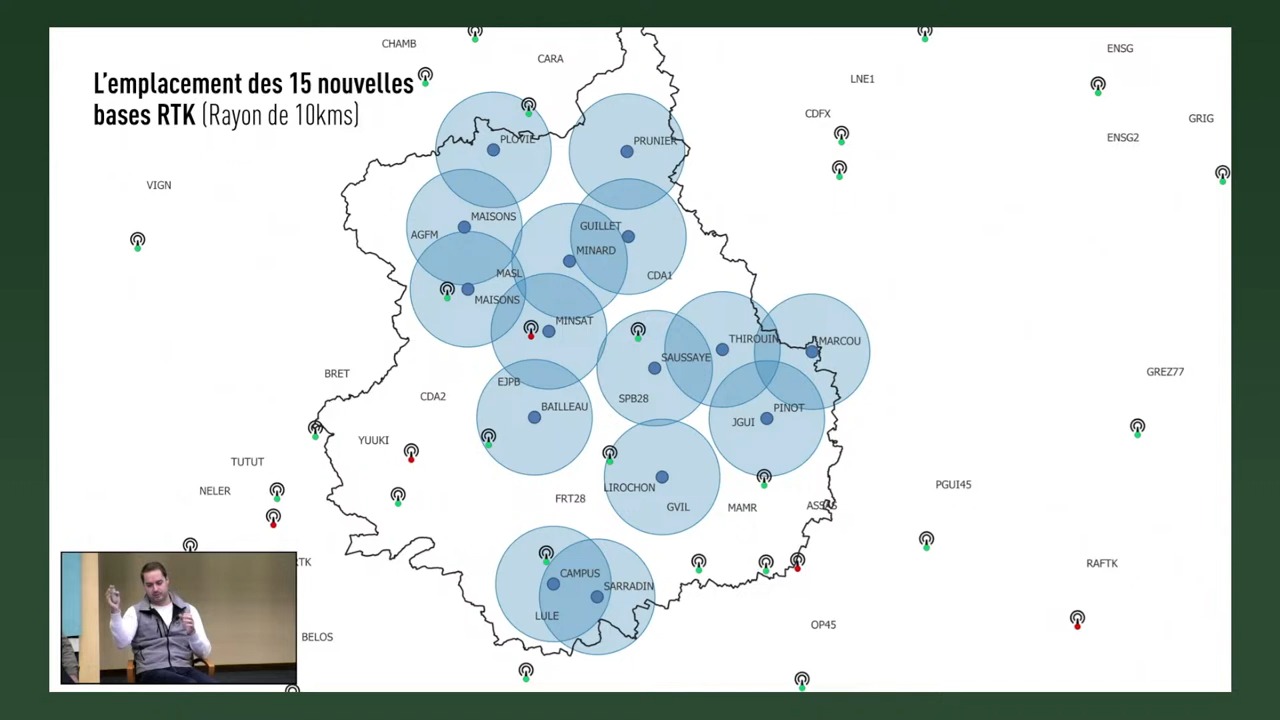 L'emplacement des 15 nouvelles
bases RTK (Rayon de 10kms)
CHAMB
CARA
ENSG
LNE1
CDFX
GRIG
ENSG2
PLOVIE
PRUNIER
VIGN
MAISONS
GUILLET
AGFM
MINARD
MASL
CDA1
MAISONS
MINSAT
THIROUIN
MARCOU
SAUSSAYE
BRET
GREZ77
EJPB
CDA2
SPB28
BAILLEAU
PINOT
JGUI
YUUKI
TUTUT
NELER
LIROCHON
PGUI45
FRT28
GVIL
MAMR
ASSAS
RTK
RAFTK
CAMPUS
SARRADIN
LULE
OP45
BELOS